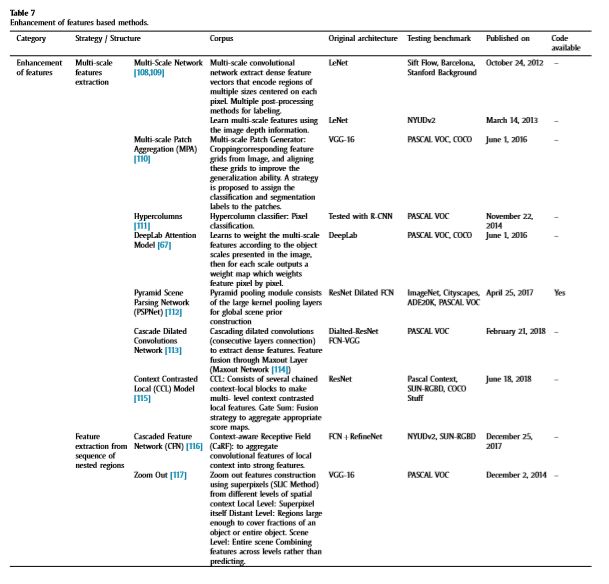 Table 7
Enhancement of features based methods.
Category Strategy / Structure Corpus Original architecture Testing benchmark Published on Code available
Enhancement of features Multi-scale features extraction Multi-Scale Network [108,109] Multi-scale convolutional LeNet Sift Flow, Barcelona, Stanford Background October 24, 2012 –
network extract dense feature
vectors that encode regions of
multiple sizes centered on each
pixel. Multiple post-processing
methods for labeling.
Learn multi-scale features using LeNet NYUDv2 March 14, 2013 –
the image depth information.
Multi-scale Patch Aggregation (MPA) [110] Multi-scale Patch Generator: VGG-16 PASCAL VOC, COCO June 1, 2016 –
Croppingcorresponding feature
grids from image, and aligning
these grids to improve the
generalization ability. A strategy
is proposed to assign the
classification and segmentation
labels to the patches.
Hypercolumns [111] Hypercolumn classifier: Pixel Tested with R-CNN PASCAL VOC November 22, 2014 –
classification.
DeepLab Attention Model [67] Learns to weight the multi-scale DeepLab PASCAL VOC, COCO June 1, 2016 –
features according to the object
scales presented in the image,
then for each scale outputs a
weight map which weights
feature pixel by pixel.
Pyramid Scene Parsing Network (PSPNet) [112] Pyramid pooling module consists ResNet Dilated FCN ImageNet, Cityscapes, ADE20K, PASCAL VOC April 25, 2017 Yes
of the large kernel pooling layers
for global scene prior
construction
Cascade Dilated Convolutions Network [113] Cascading dilated convolutions Dialted-ResNet FCN-VGG PASCAL VOC February 21, 2018 –
(consecutive layers connection)
to extract dense features. Feature
fusion through Maxout Layer
(Maxout Network [114])
Context Contrasted Local (CCL) Model [115] CCL: Consists of several chained ResNet Pascal Context, SUN-RGBD, COCO Stuff June 18, 2018 –
context-local blocks to make
multi- level context contrasted
local features. Gate Sum: Fusion
strategy to aggregate appropriate
score maps.
Feature extraction from sequence of nested regions Cascaded Feature Network (CFN) [116] Context-aware Receptive Field FCN + RefineNet NYUDv2, SUN-RGBD December 25, 2017 –
(CaRF): to aggregate
convolutional features of local
context into strong features.
Zoom Out [117] Zoom out features construction VGG-16 PASCAL VOC December 2, 2014 –
using superpixels (SLIC Method)
from different levels of spatial
context Local Level: Superpixel
itself Distant Level: Regions large
enough to cover fractions of an
object or entire object. Scene
Level: Entire scene Combining
features across levels rather than
predicting.